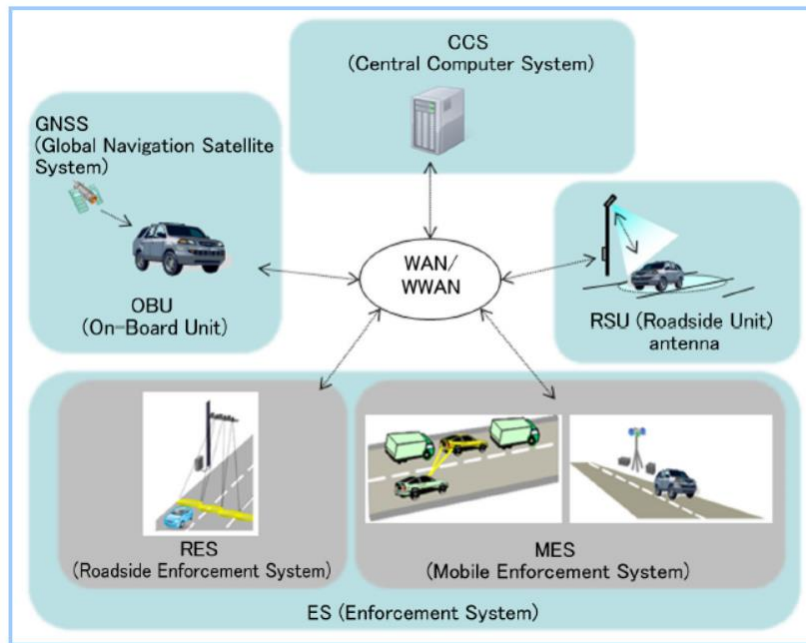 CCS
(Central Computer System)
GNSS
(Global Navigation Satellite
System)
OBU
(On-Board Unit)
WAN/
WWAN
RSU (Roadside Unit)
antenna
RES
(Roadside Enforcement System)
MES
(Mobile Enforcement System)
ES (Enforcement System)